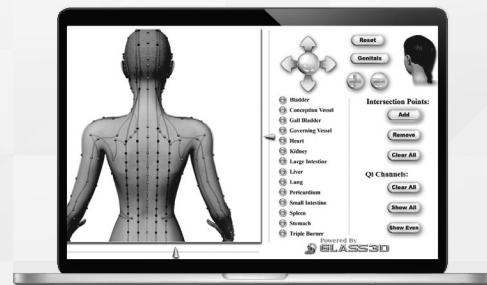 Reset
Genitals
Bladder
Conception Vessel
Gall Bladder
Governing Vessel
Heart
Kidney
Large Intestine
Liver
Lung
Pericardium
Small Intestine
Spleen
Stomach
Triple Burner
Intersection Points:
Add
Remove
Clear All
Qi Channels:
Clear All
Show All
Show Even
Powered By
GLASS3D